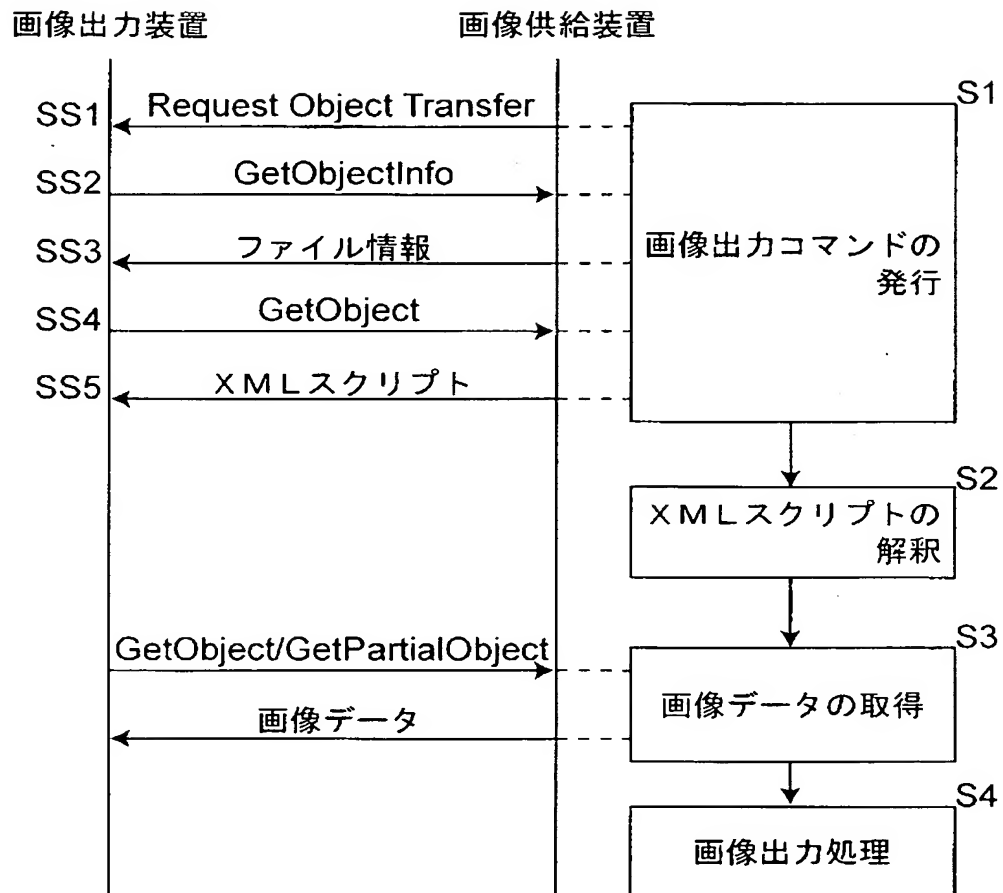 画像出力装置
画像供給装置
S1
SS1
Request Object Transfer
SS2
GetObjectInfo
SS3
ファイル情報
画像出力コマンドの
発行
SS4
GetObject
SS5
XMLスクリプト
S2
XMLスクリプトの
解釈
GetObject/GetPartialObject
S3
画像データの取得
画像データ
S4
画像出力処理